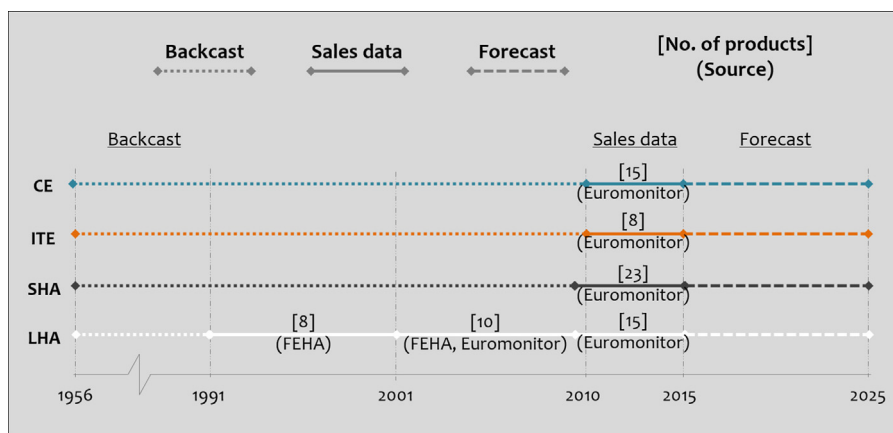 Backcast
Sales data
Forecast
[No. of products]
(Source)
Backcast
Sales data
Forecast
CE
[15]
(Euromonitor)
ITE
[8]
(Euromonitor)
SHA
[23]
(Euromonitor)
LHA
[8]
(FEHA)
[10]
(FEHA, Euromonitor)
[15]
(Euromonitor)
1956
1991
2001
2010
2015
2025